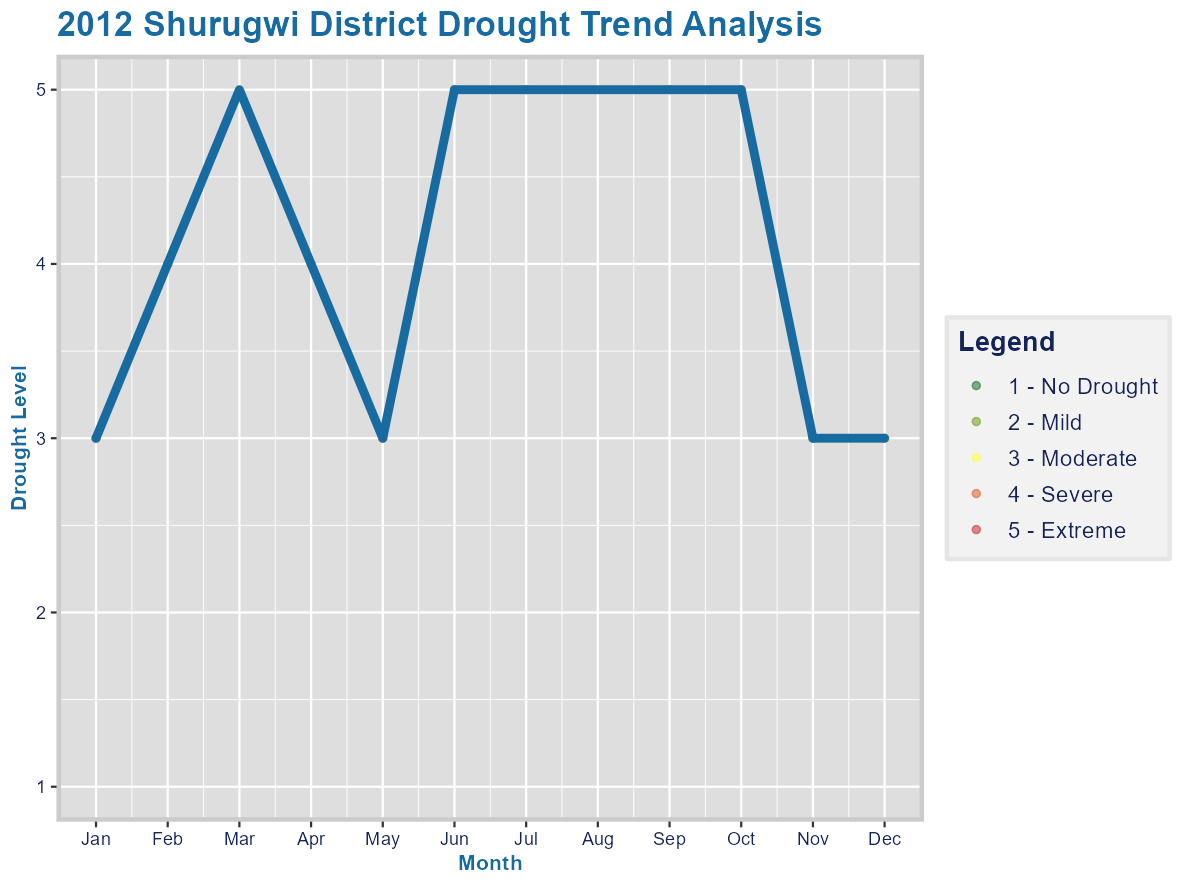 2012 Shurugwi District Drought Trend Analysis
Drought Level
5
4
3
2
1
Jan Feb Mar Apr May Jun Jul Aug Sep Oct Nov Dec
Month
Legend
1 - No Drought
2 - Mild
3 - Moderate
4 - Severe
5 - Extreme